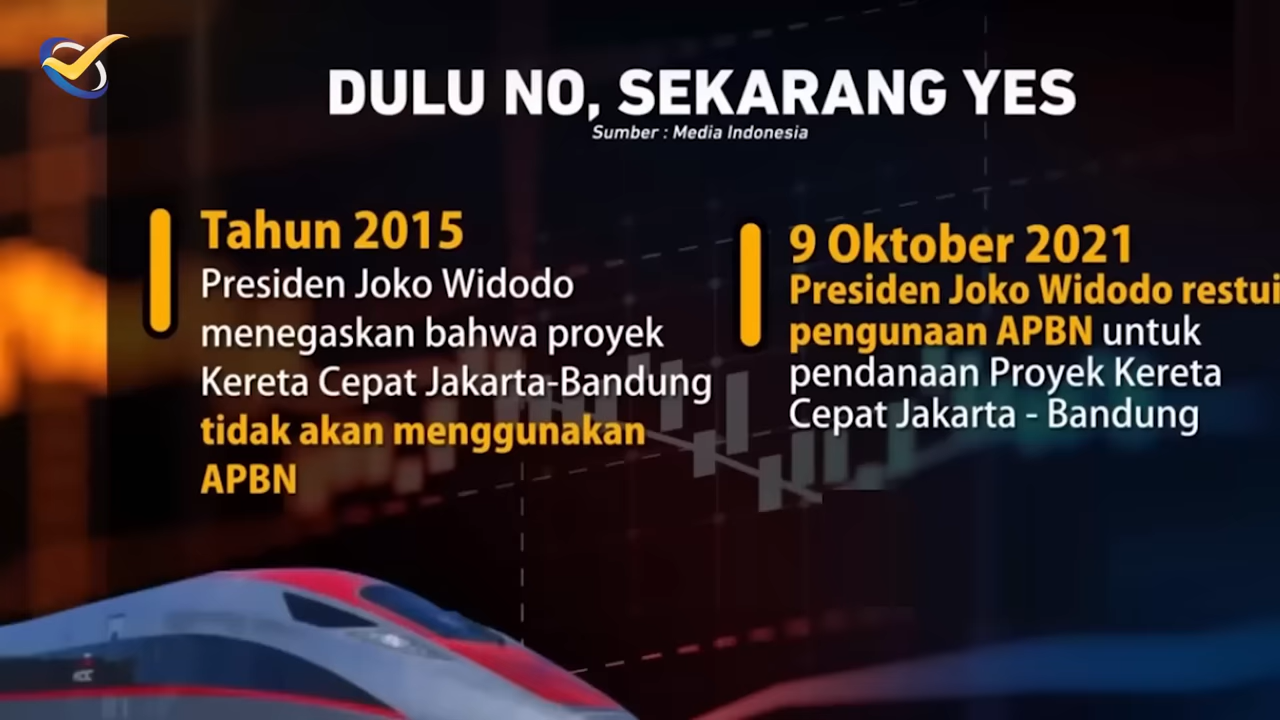 DULU NO, SEKARANG YES
Sumber : Media Indonesia
Tahun 2015
Presiden Joko Widodo
menegaskan bahwa proyek
Kereta Cepat Jakarta-Bandung
tidak akan menggunakan
APBN
9 Oktober 2021
Presiden Joko Widodo restui
pengunaan APBN untuk
pendanaan Proyek Kereta
Cepat Jakarta - Bandung